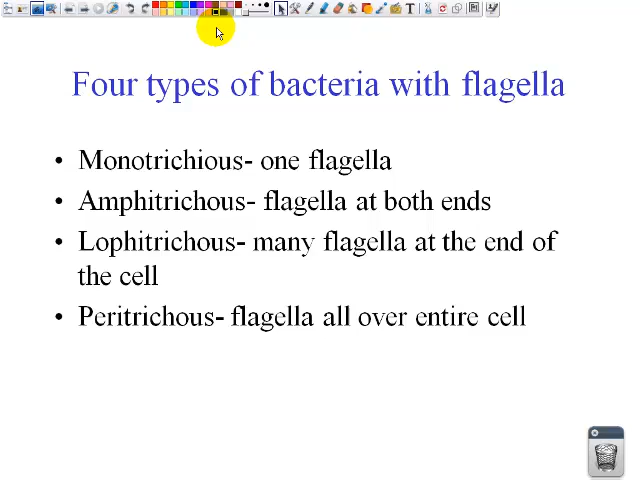 Four types of bacteria with flagella
• Monotrichious- one flagella
• Amphitrichous- flagella at both ends
• Lophitrichous- many flagella at the end of
the cell
• Peritrichous- flagella all over entire cell